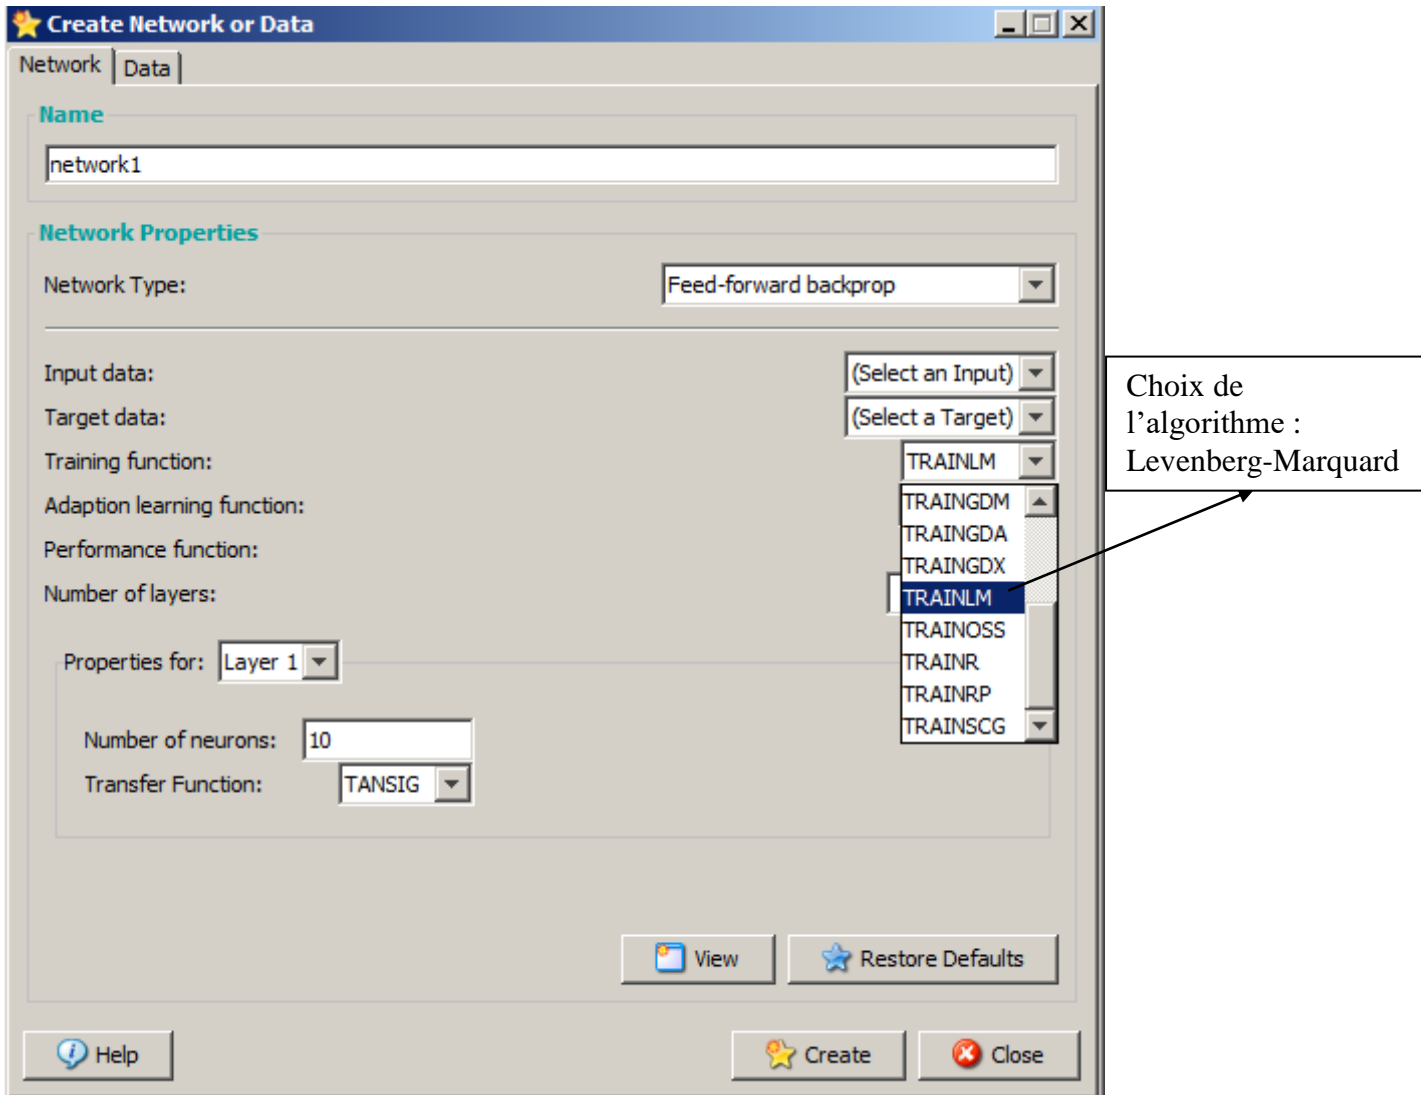 Create Network or Data
Network Data
Name
network1
Network Properties
Network Type: Feed-forward backprop
Input data: (Select an Input)
Target data: (Select a Target)
Training function: TRAINLM
Adaption learning function:
Performance function:
Number of layers:
TRAINGDM
TRAINGDA
TRAINGDX
TRAINLM
TRAINOSS
TRAINR
TRAINRP
TRAINSCG
Properties for: Layer 1
Number of neurons: 10
Transfer Function: TANSIG
View Restore Defaults
Help Create Close
Choix de
l’algorithme :
Levenberg-Marquard